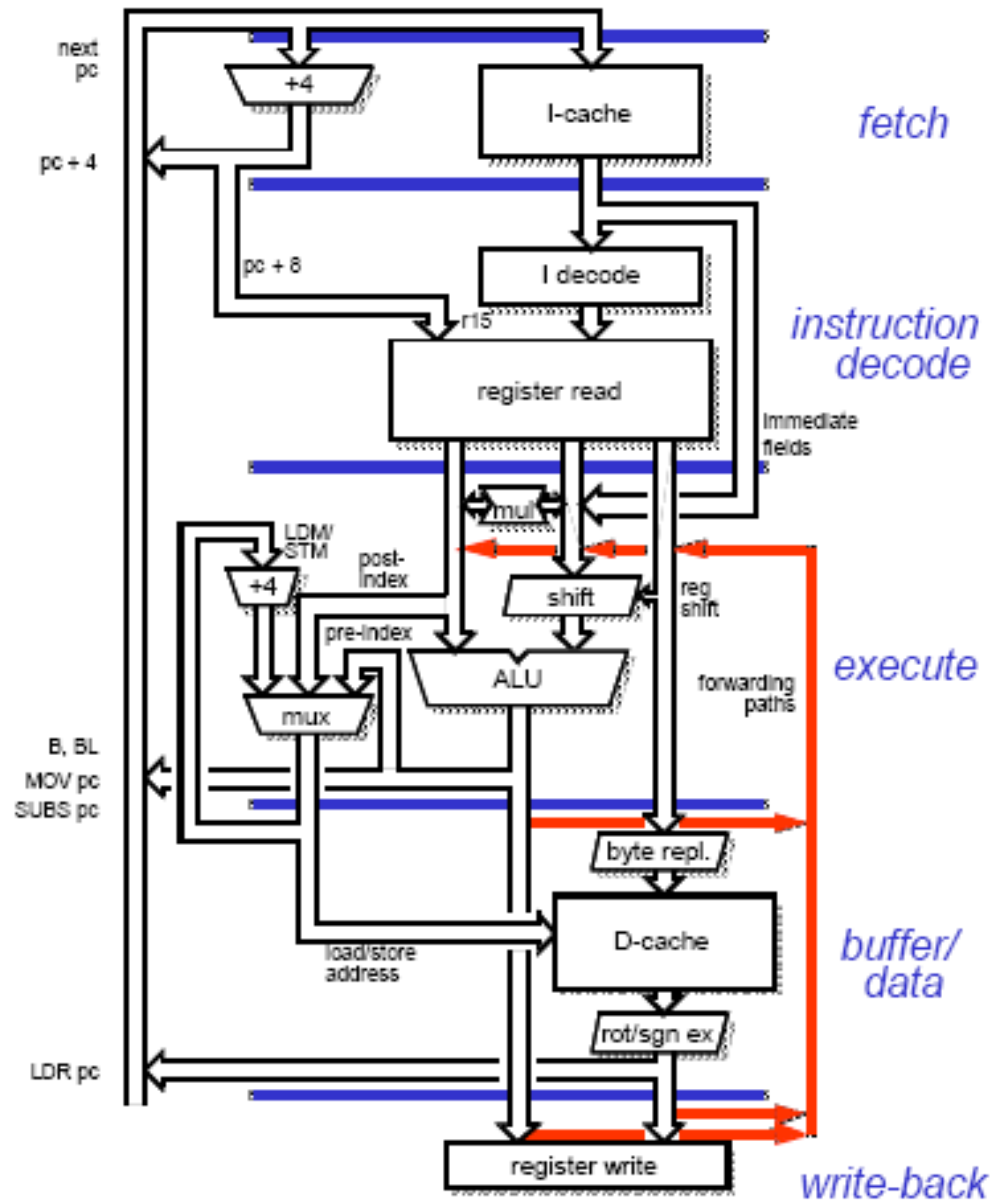 next
pc
+4
I-cache
fetch
pc + 4
pc + 8
I decode
r15
instruction
decode
register read
immediate
fields
mul
LDM/
STM
post-
index
+4
shift
reg
shift
pre-index
ALU
execute
forwarding
paths
mux
B, BL
MOV pc
SUBS pc
byte repl.
D-cache
buffer/
data
load/store
address
rot/sgn ex
LDR pc
register write
write-back